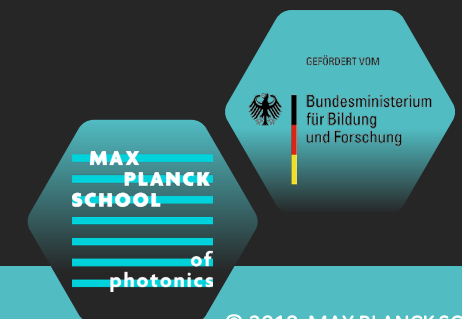 GEFÖRDERT VOM
Bundesministerium
für Bildung
und Forschung
MAX
PLANCK
SCHOOL
of
photonics